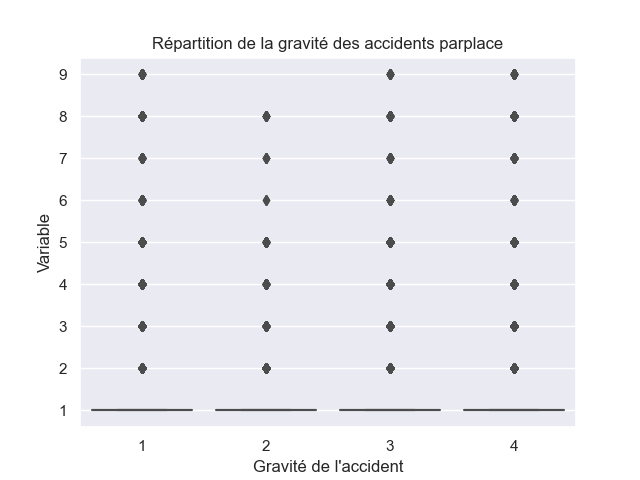 Répartition de la gravité des accidents parplace
9
8
7
6
5
4
3
2
1
Variable
1 2 3 4
Gravité de l'accident